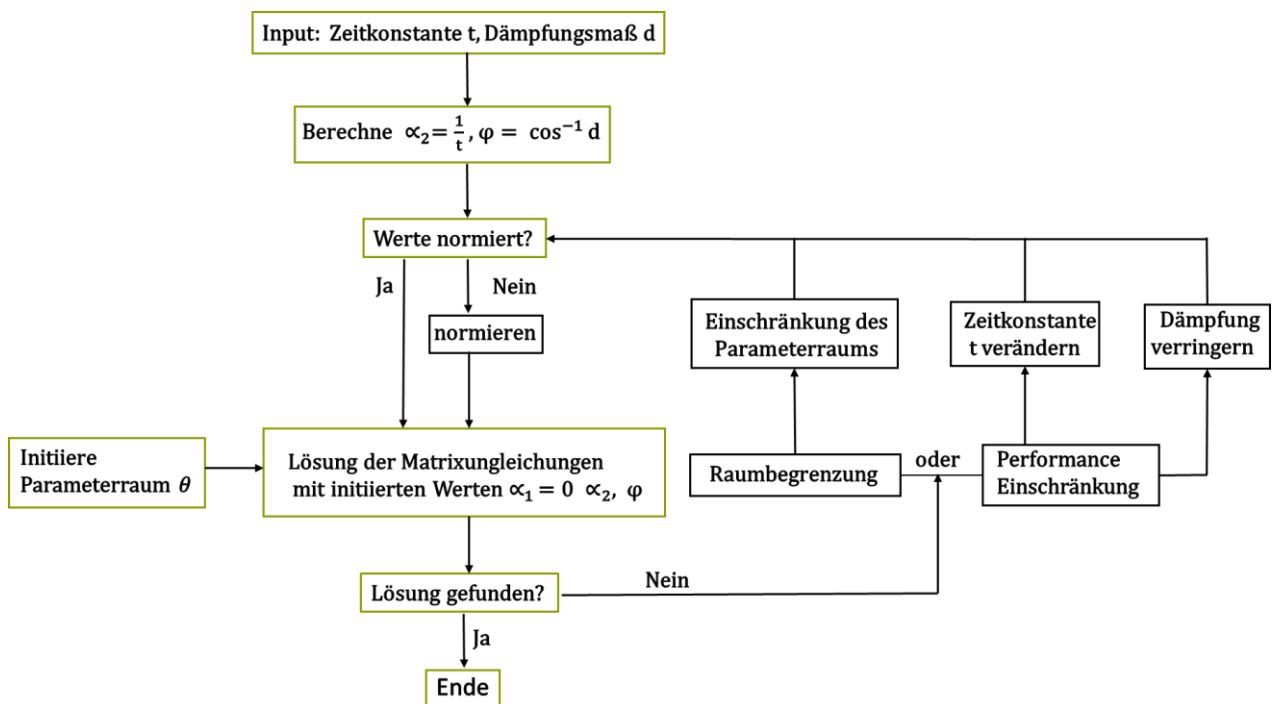 Input: Zeitkonstante t, Dämpfungsmaß d
Berechne ∝₂= 1/t , φ = cos⁻¹ d
Werte normiert?
Ja
Nein
normieren
Einschränkung des
Parameterraums
Zeitkonstante
t verändern
Dämpfung
verringern
Initiiere
Parameterraum θ
Lösung der Matrixungleichungen
mit initiierten Werten ∝₁ = 0 ∝₂, φ
Raumbegrenzung
oder
Performance
Einschränkung
Lösung gefunden?
Nein
Ja
Ende